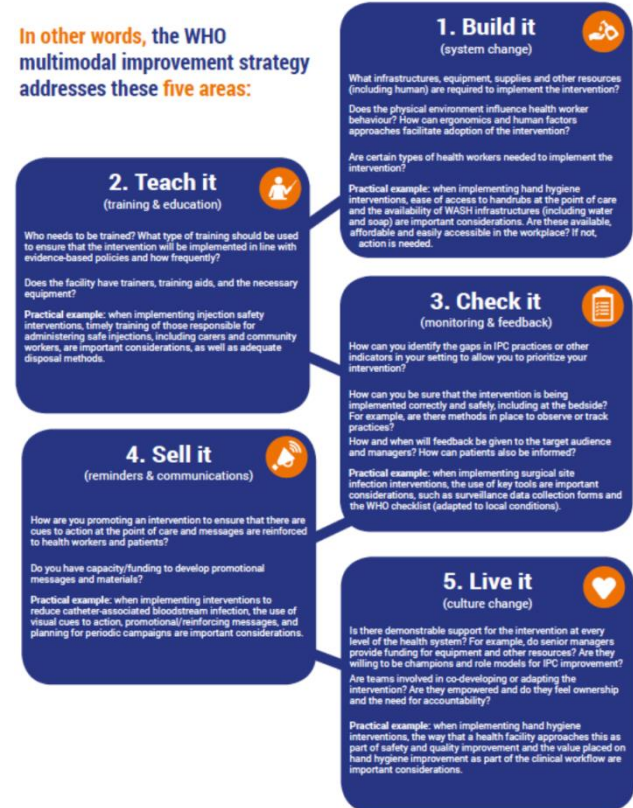 In other words, the WHO
multimodal improvement strategy
addresses these five areas:
1. Build it
(system change)
What infrastructures, equipment, supplies and other resources
(including human) are required to implement the intervention?
Does the physical environment influence health worker
behaviour? How can ergonomics and human factors
approaches facilitate adoption of the intervention?
Are certain types of health workers needed to implement the
intervention?
Practical example: when implementing hand hygiene
interventions, ease of access to handrubs at the point of care
and the availability of WASH infrastructures (including water
and soap) are important considerations. Are these available,
affordable and easily accessible in the workplace? If not,
action is needed.
2. Teach it
(training & education)
Who needs to be trained? What type of training should be used
to ensure that the intervention will be implemented in line with
evidence-based policies and how frequently?
Does the facility have trainers, training aids, and the necessary
equipment?
Practical example: when implementing injection safety
interventions, timely training of those responsible for
administering safe injections, including carers and community
workers, are important considerations, as well as adequate
disposal methods.
3. Check it
(monitoring & feedback)
How can you identify the gaps in IPC practices or other
indicators in your setting to allow you to prioritize your
intervention?
How can you be sure that the intervention is being
implemented correctly and safely, including at the bedside?
For example, are there methods in place to observe or track
practices?
How and when will feedback be given to the target audience
and managers? How can patients also be informed?
Practical example: when implementing surgical site
infection interventions, the use of key tools are important
considerations, such as surveillance data collection forms and
the WHO checklist (adapted to local conditions).
4. Sell it
(reminders & communications)
How are you promoting an intervention to ensure that there are
cues to action at the point of care and messages are reinforced
to health workers and patients?
Do you have capacity/funding to develop promotional
messages and materials?
Practical example: when implementing interventions to
reduce catheter-associated bloodstream infection, the use of
visual cues to action, promotional/reinforcing messages, and
planning for periodic campaigns are important considerations.
5. Live it
(culture change)
Is there demonstrable support for the intervention at every
level of the health system? For example, do senior managers
provide funding for equipment and other resources? Are they
willing to be champions and role models for IPC improvement?
Are teams involved in co-developing or adapting the
intervention? Are they empowered and do they feel ownership
and the need for accountability?
Practical example: when implementing hand hygiene
interventions, the way that a health facility approaches this as
part of safety and quality improvement and the value placed on
hand hygiene improvement as part of the clinical workflow are
important considerations.